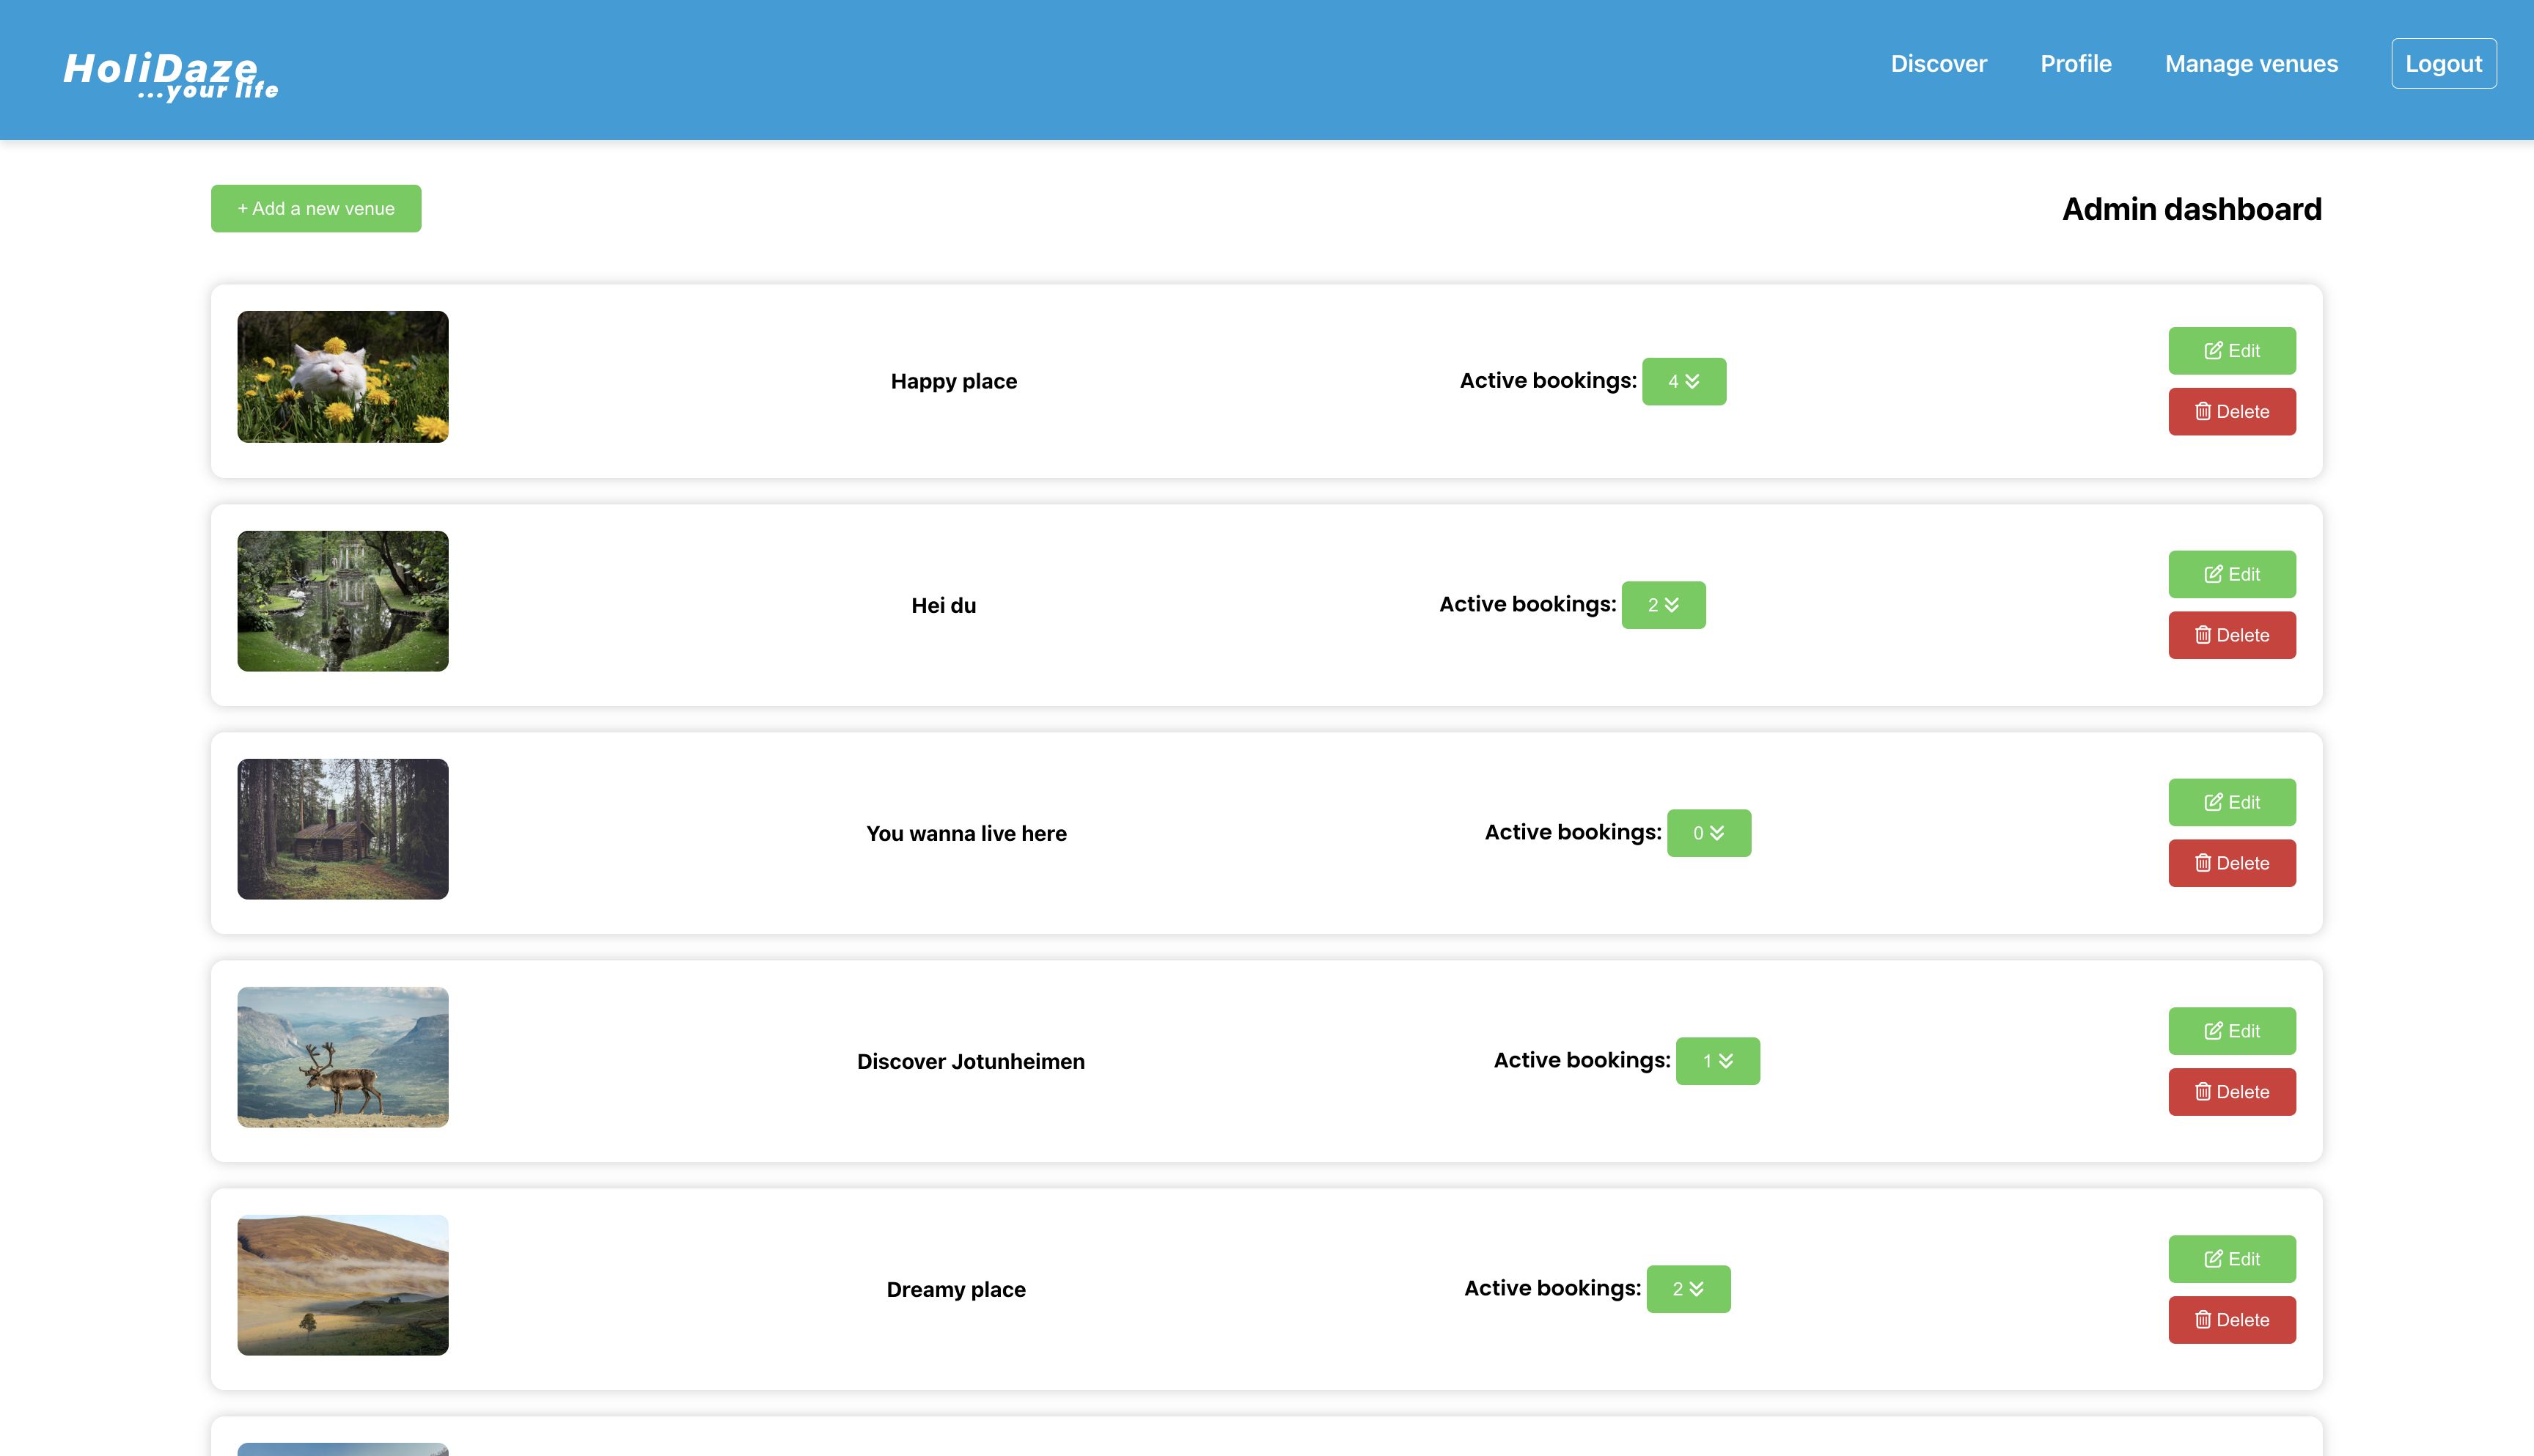 HoliDaze
...your life
Discover Profile Manage venues Logout
+ Add a new venue
Admin dashboard
Happy place
Active bookings: 4
Edit
Delete
Hei du
Active bookings: 2
Edit
Delete
You wanna live here
Active bookings: 0
Edit
Delete
Discover Jotunheimen
Active bookings: 1
Edit
Delete
Dreamy place
Active bookings: 2
Edit
Delete